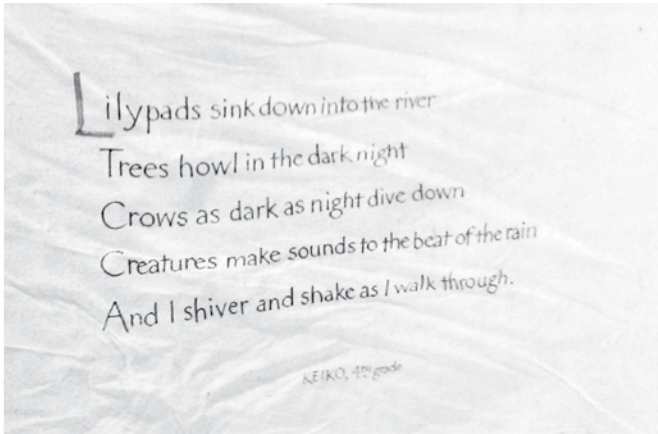 Lilypads sink down into the river
Trees howl in the dark night
Crows as dark as night dive down
Creatures make sounds to the beat of the rain
And I shiver and shake as I walk through.
KEIKO, 4TH grade